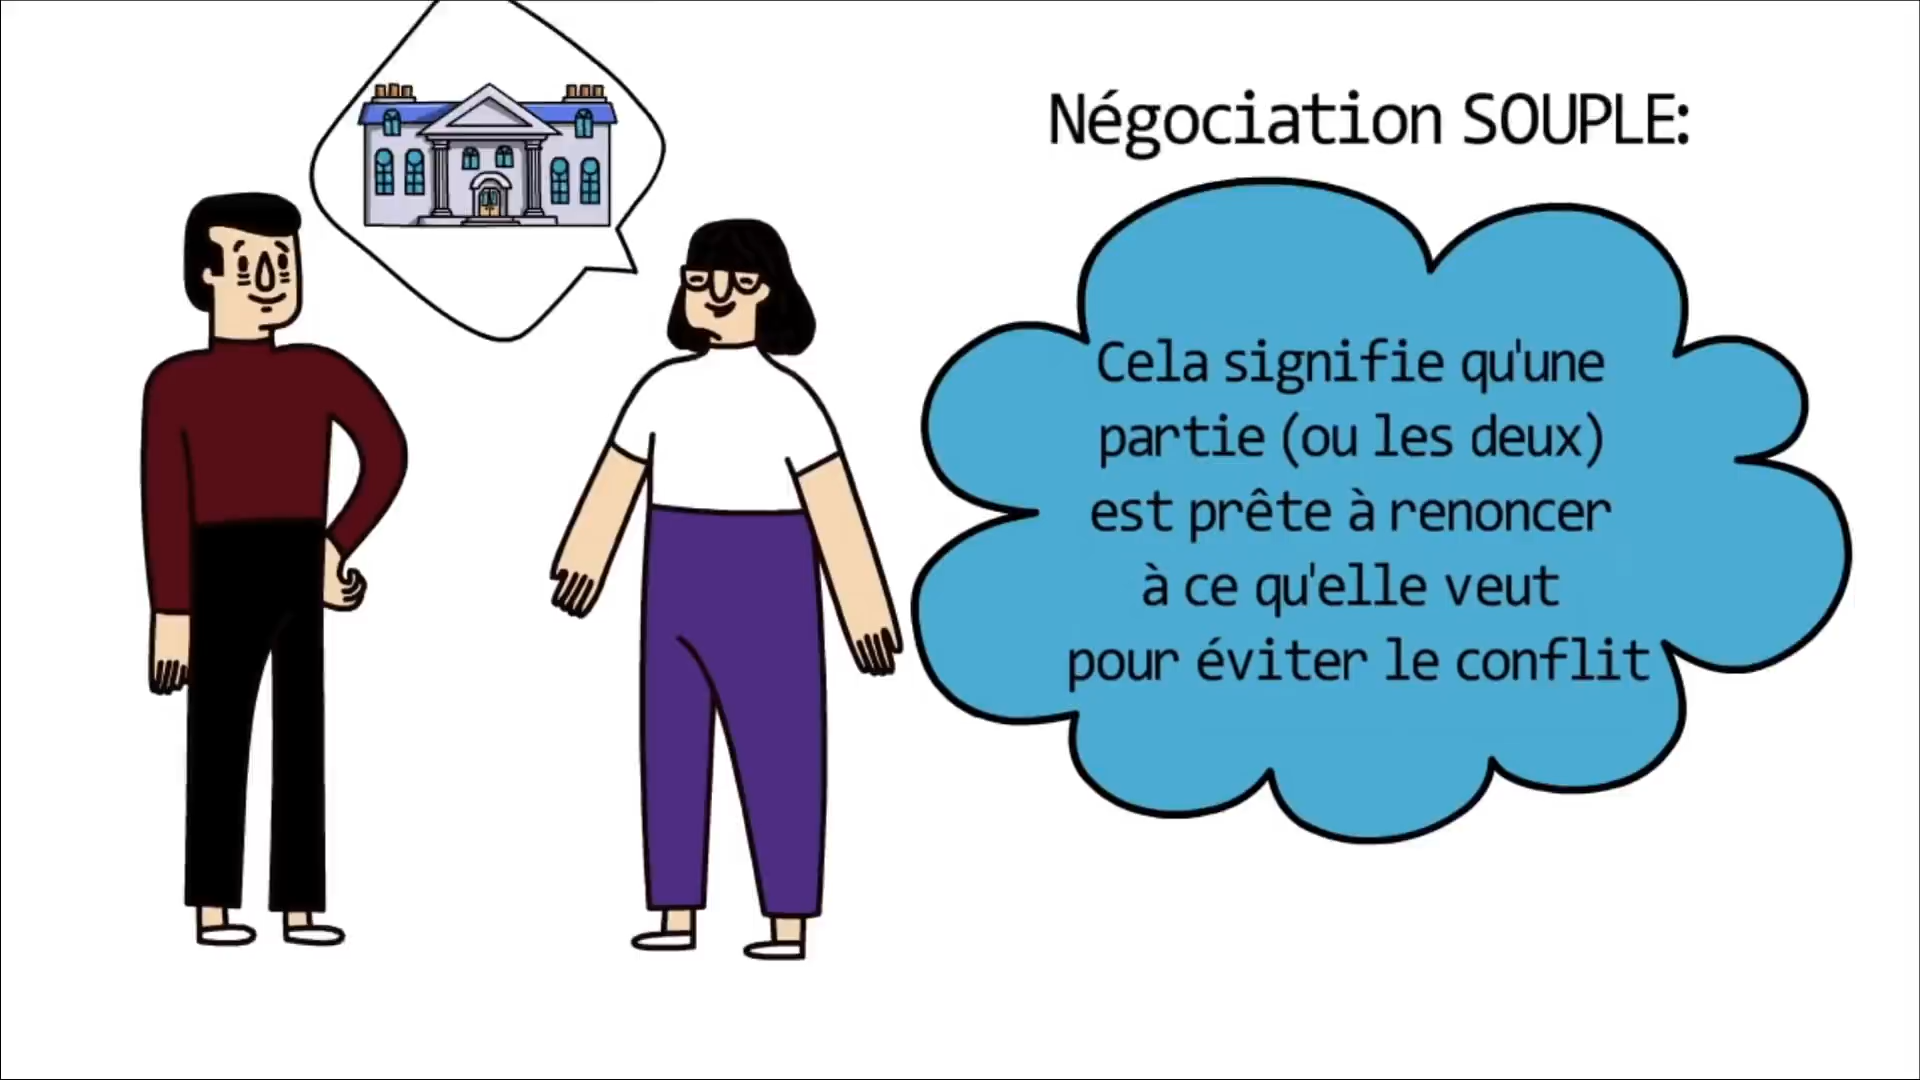 Négociation SOUPLE:
Cela signifie qu'une
partie (ou les deux)
est prête à renoncer
à ce qu'elle veut
pour éviter le conflit